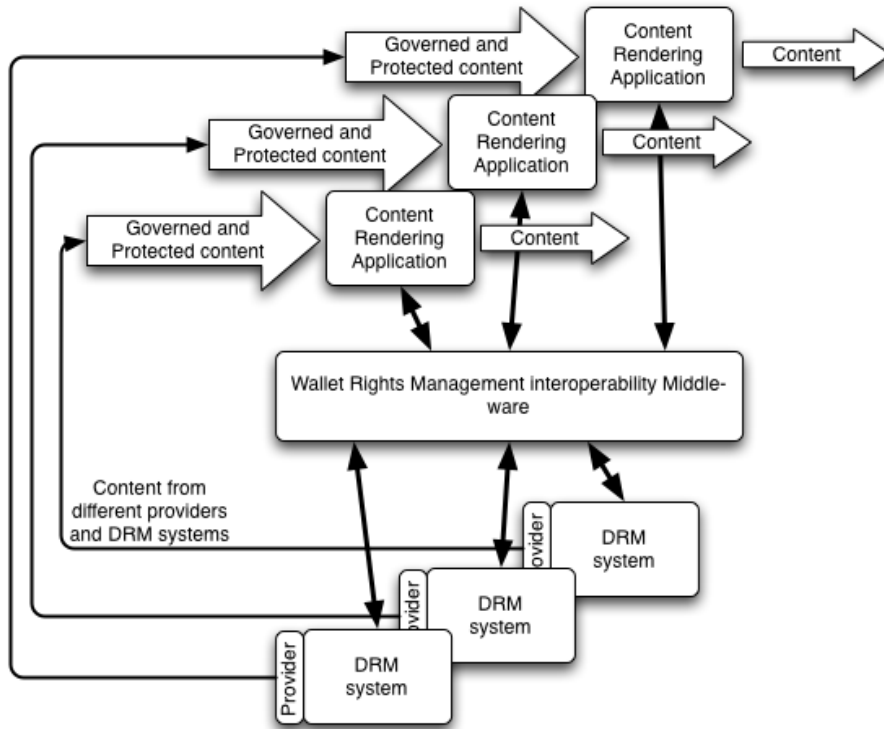 Governed and
Protected content
Content
Rendering
Application
Content
Governed and
Protected content
Content
Rendering
Application
Content
Governed and
Protected content
Content
Rendering
Application
Content
Wallet Rights Management interoperability Middle-
ware
Content from
different providers
and DRM systems
ovider
DRM
system
ovider
DRM
system
Provider
DRM
system